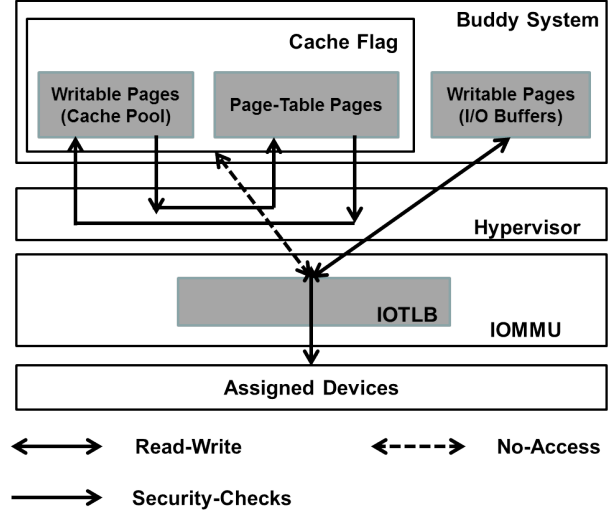 Buddy System
Cache Flag
Writable Pages
(Cache Pool)
Page-Table Pages
Writable Pages
(I/O Buffers)
Hypervisor
IOTLB
IOMMU
Assigned Devices
Read-Write
No-Access
Security-Checks